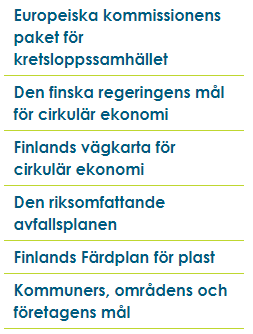 Europeiska kommissionens
paket för
kretsloppssamhället
Den finska regeringens mål
för cirkulär ekonomi
Finlands vägkarta för
cirkulär ekonomi
Den riksomfattande
avfallsplanen
Finlands Färdplan för plast
Kommuners, områdens och
företagens mål